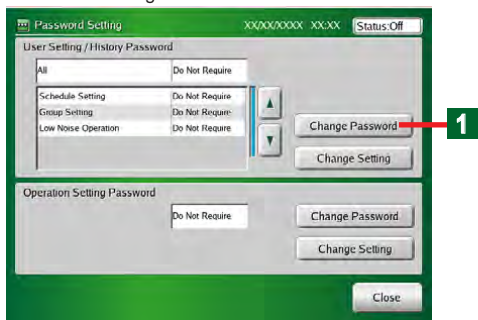 Password Setting XX/XX/XXXX XX:XX Status:Off
User Setting / History Password
All Do Not Require
Schedule Setting Do Not Require
Group Setting Do Not Require
Low Noise Operation Do Not Require
Change Password 1
Change Setting
Operation Setting Password
Do Not Require Change Password
Change Setting
Close